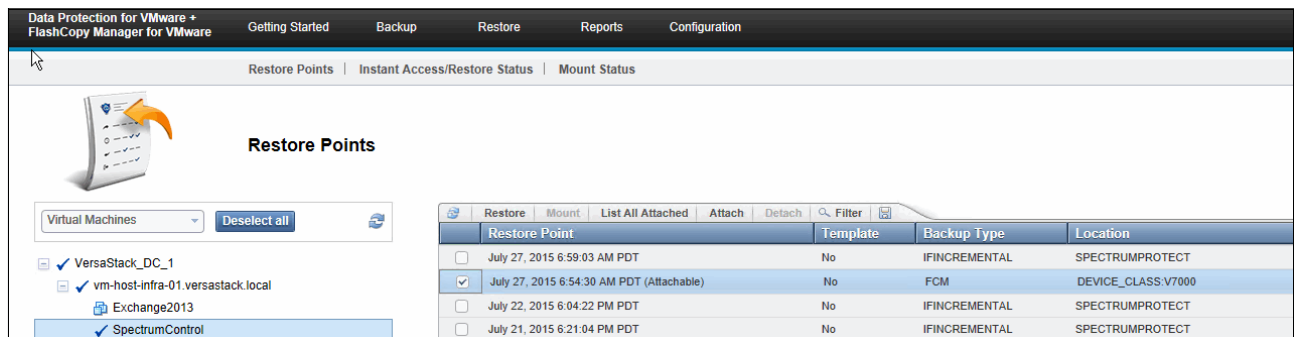 Data Protection for VMware +
FlashCopy Manager for VMware
Getting Started Backup Restore Reports Configuration
Restore Points | Instant Access/Restore Status | Mount Status
Restore Points
Virtual Machines Deselect all
Restore Mount List All Attached Attach Detach Filter
Restore Point Template Backup Type Location
July 27, 2015 6:59:03 AM PDT No IFINCREMENTAL SPECTRUMPROTECT
July 27, 2015 6:54:30 AM PDT (Attachable) No FCM DEVICE_CLASS:V7000
July 22, 2015 6:04:22 PM PDT No IFINCREMENTAL SPECTRUMPROTECT
July 21, 2015 6:21:04 PM PDT No IFINCREMENTAL SPECTRUMPROTECT
VersaStack_DC_1
vm-host-infra-01.versastack.local
Exchange2013
SpectrumControl